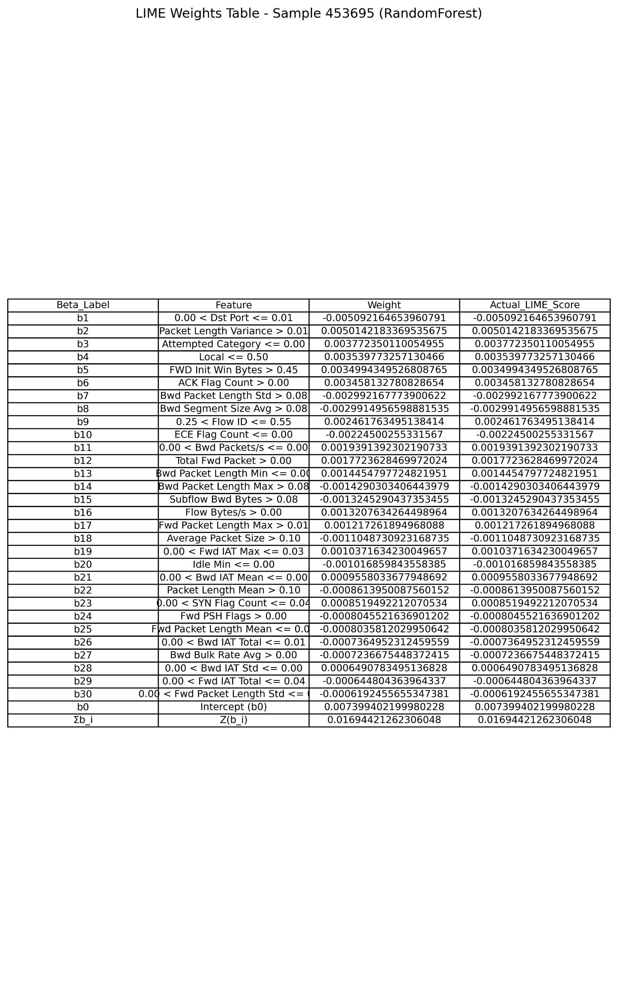 LIME Weights Table - Sample 453695 (RandomForest)
Beta_Label Feature Weight Actual_LIME_Score
b1 0.00 < Dst Port <= 0.01 -0.005092164653960791 -0.005092164653960791
b2 Packet Length Variance > 0.01 0.0050142183369535675 0.0050142183369535675
b3 Attempted Category <= 0.00 0.003772350110054955 0.003772350110054955
b4 Local <= 0.50 0.003539773257130466 0.003539773257130466
b5 FWD Init Win Bytes > 0.45 0.0034994349526808765 0.0034994349526808765
b6 ACK Flag Count > 0.00 0.003458132780828654 0.003458132780828654
b7 Bwd Packet Length Std > 0.08 -0.002992167773900622 -0.002992167773900622
b8 Bwd Segment Size Avg > 0.08 -0.0029914956598881535 -0.0029914956598881535
b9 0.25 < Flow ID <= 0.55 0.002461763495138414 0.002461763495138414
b10 ECE Flag Count <= 0.00 -0.00224500255331567 -0.00224500255331567
b11 0.00 < Bwd Packets/s <= 0.00 0.0019391392302190733 0.0019391392302190733
b12 Total Fwd Packet > 0.00 0.0017723628469972024 0.0017723628469972024
b13 Bwd Packet Length Min <= 0.00 0.0014454797724821951 0.0014454797724821951
b14 Bwd Packet Length Max > 0.08 -0.0014290303406443979 -0.0014290303406443979
b15 Subflow Bwd Bytes > 0.08 -0.0013245290437353455 -0.0013245290437353455
b16 Flow Bytes/s > 0.00 0.0013207634264498964 0.0013207634264498964
b17 Fwd Packet Length Max > 0.01 0.001217261894968088 0.001217261894968088
b18 Average Packet Size > 0.10 -0.0011048730923168735 -0.0011048730923168735
b19 0.00 < Fwd IAT Max <= 0.03 0.0010371634230049657 0.0010371634230049657
b20 Idle Min <= 0.00 -0.001016859843558385 -0.001016859843558385
b21 0.00 < Bwd IAT Mean <= 0.00 0.0009558033677948692 0.0009558033677948692
b22 Packet Length Mean > 0.10 -0.0008613950087560152 -0.0008613950087560152
b23 0.00 < SYN Flag Count <= 0.04 0.0008519492212070534 0.0008519492212070534
b24 Fwd PSH Flags > 0.00 -0.0008045521636901202 -0.0008045521636901202
b25 Fwd Packet Length Mean <= 0.0 -0.0008035812029950642 -0.0008035812029950642
b26 0.00 < Bwd IAT Total <= 0.01 -0.0007364952312459559 -0.0007364952312459559
b27 Bwd Bulk Rate Avg > 0.00 -0.0007236675448372415 -0.0007236675448372415
b28 0.00 < Bwd IAT Std <= 0.00 0.0006490783495136828 0.0006490783495136828
b29 0.00 < Fwd IAT Total <= 0.04 -0.000644804363964337 -0.000644804363964337
b30 0.00 < Fwd Packet Length Std <= -0.0006192455655347381 -0.0006192455655347381
b0 Intercept (b0) 0.007399402199980228 0.007399402199980228
Σb_i Z(b_i) 0.01694421262306048 0.01694421262306048